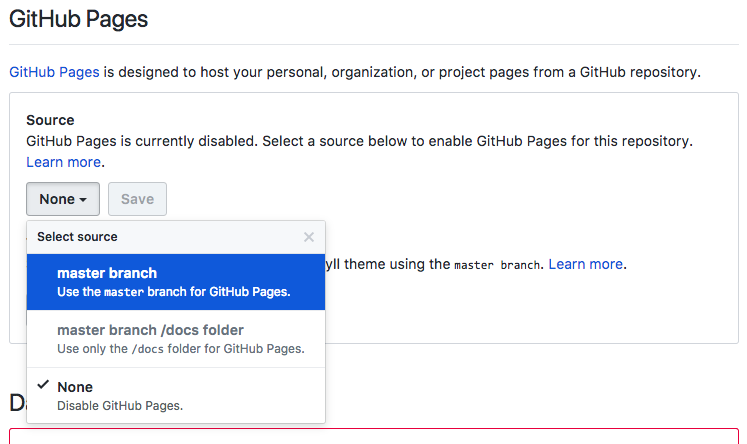 GitHub Pages
GitHub Pages is designed to host your personal, organization, or project pages from a GitHub repository.
Source
GitHub Pages is currently disabled. Select a source below to enable GitHub Pages for this repository.
Learn more.
None
Save
Select source
master branch
Use the master branch for GitHub Pages.
yll theme using the master branch. Learn more.
master branch /docs folder
Use only the /docs folder for GitHub Pages.
None
Disable GitHub Pages.